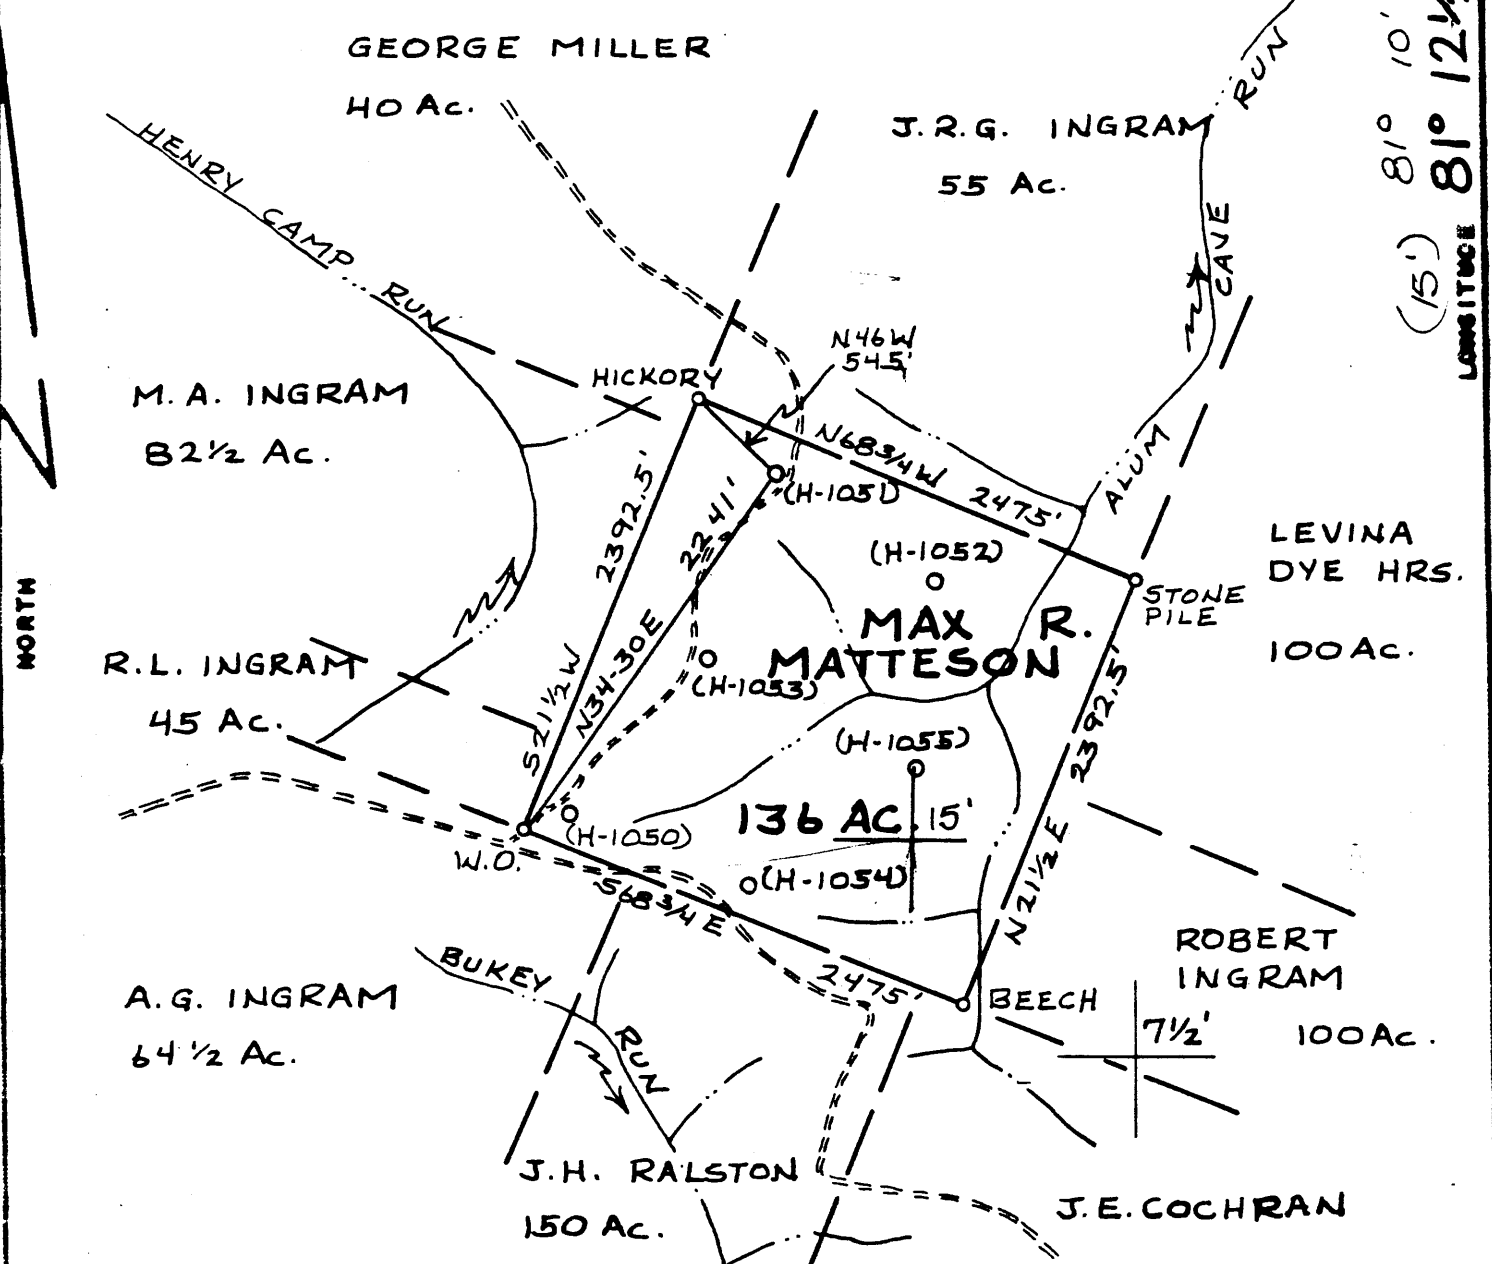 GEORGE MILLER
40 Ac.
J.R.G. INGRAM
55 Ac.
81° 10'
(15')
LONGITUDE 81° 12½
HENRY CAMP RUN
ALUM CAVE RUN
HICKORY
N46W
545'
M. A. INGRAM
82½ Ac.
N68¾W 2475'
(H-1051)
(H-1052)
STONE
PILE
LEVINA
DYE HRS.
100 Ac.
NORTH
S21½W 2392.5'
N34-30E 2241'
MAX R.
MATTESON
(H-1053)
R.L. INGRAM
45 Ac.
(H-1055)
136 AC.
15'
N21½E 2392.5'
(H-1050)
W.O.
(H-1054)
S68¾E 2475'
BEECH
ROBERT
INGRAM
100 Ac.
7½'
A.G. INGRAM
64½ Ac.
BUKEY RUN
J.H. RALSTON
150 Ac.
J.E. COCHRAN